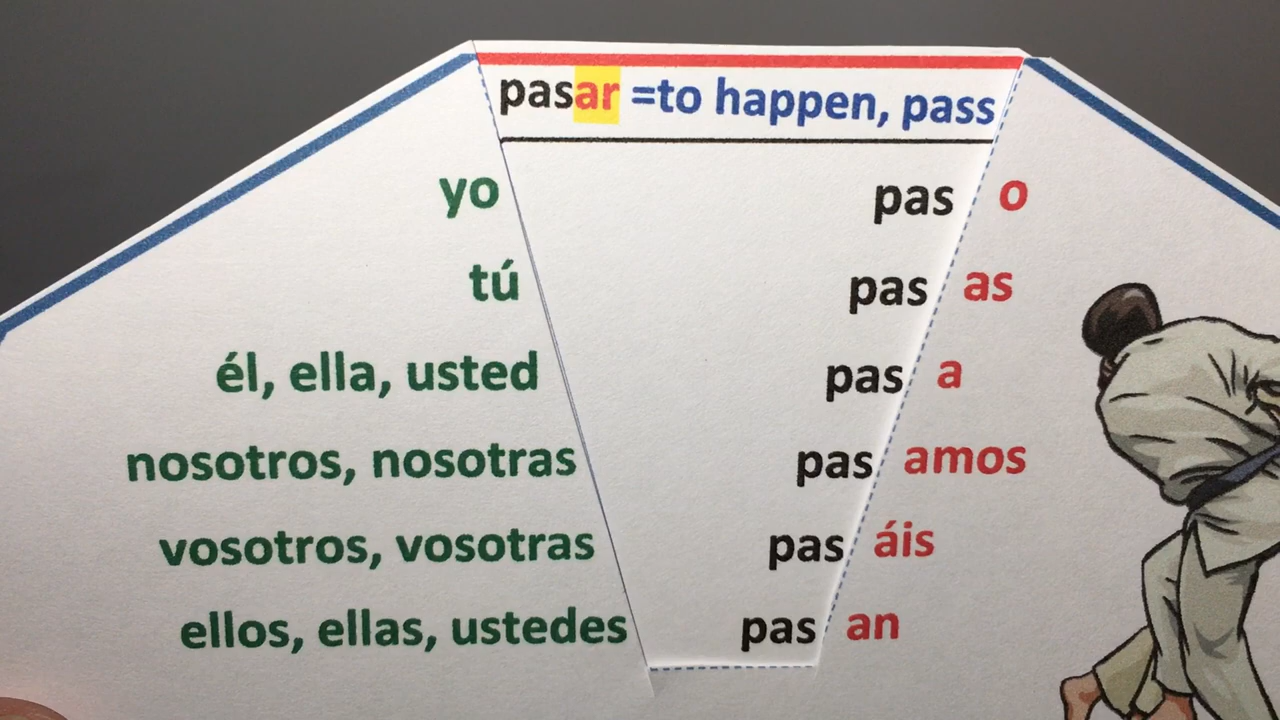 pasar =to happen, pass
yo pas o
tú pas as
él, ella, usted pas a
nosotros, nosotras pas amos
vosotros, vosotras pas áis
ellos, ellas, ustedes pas an